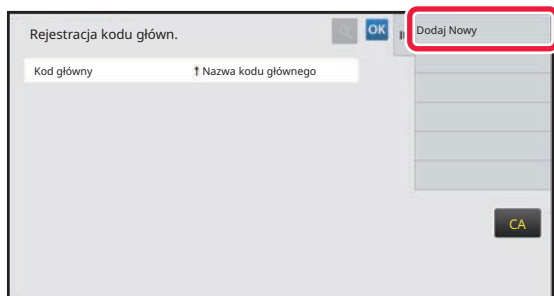 Rejestracja kodu główn.
OK
Dodaj Nowy
Kod główny
↑ Nazwa kodu głównego
CA